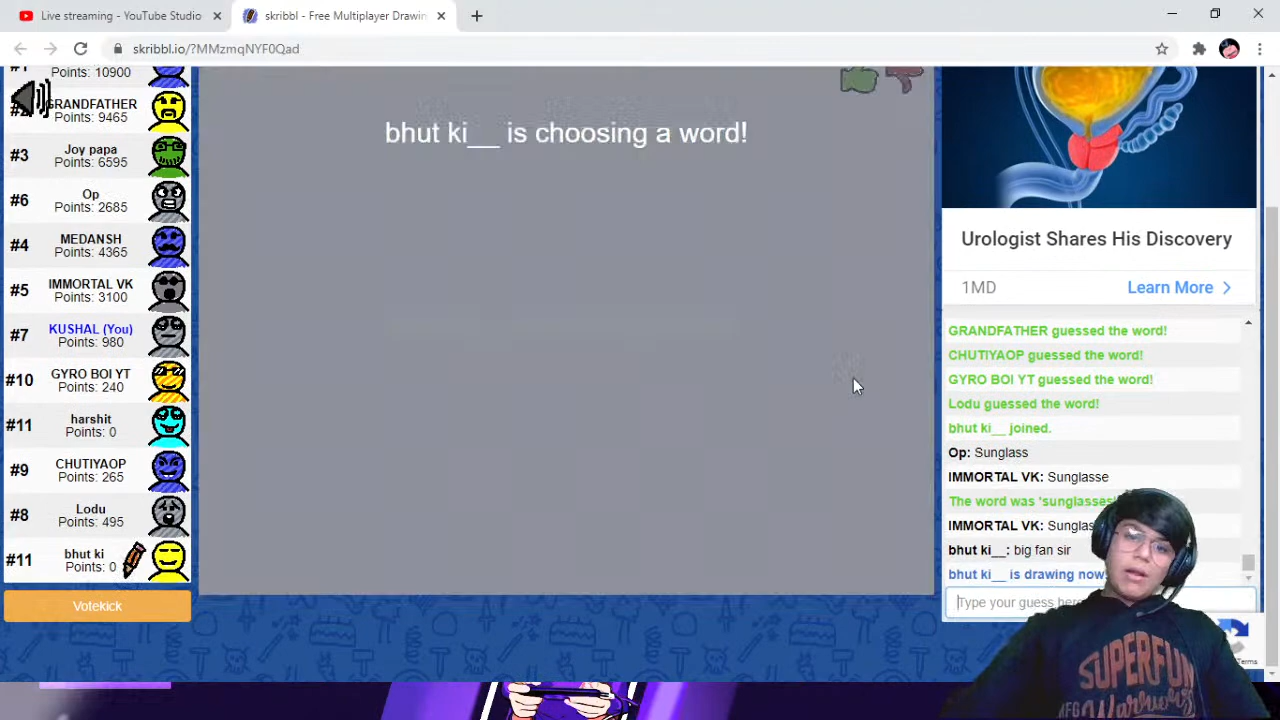 Live streaming - YouTube Studio
skribbl - Free Multiplayer Drawin
skribbl.io/?MMzmqNYF0Qad
#1
Points: 10900
GRANDFATHER
Points: 9465
#3
Joy papa
Points: 6595
#6
Op
Points: 2685
#4
MEDANSH
Points: 4365
#5
IMMORTAL VK
Points: 3100
#7
KUSHAL (You)
Points: 980
#10
GYRO BOI YT
Points: 240
#11
harshit
Points: 0
#9
CHUTIYAOP
Points: 265
#8
Lodu
Points: 495
#11
bhut ki
Points: 0
Votekick
bhut ki__ is choosing a word!
Urologist Shares His Discovery
1MD
Learn More
GRANDFATHER guessed the word!
CHUTIYAOP guessed the word!
GYRO BOI YT guessed the word!
Lodu guessed the word!
bhut ki__ joined.
Op: Sunglass
IMMORTAL VK: Sunglasse
The word was 'sunglasses'
IMMORTAL VK: Sunglas
bhut ki__: big fan sir
bhut ki__ is drawing now
Type your guess here
Terms
SUPERFUN
Warriors